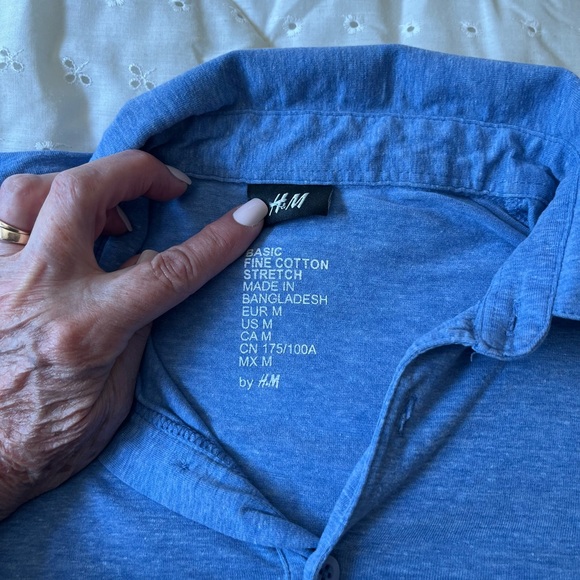 H&M
BASIC
FINE COTTON
STRETCH
MADE IN
BANGLADESH
EUR M
US M
CA M
CN 175/100A
MX M
by H&M